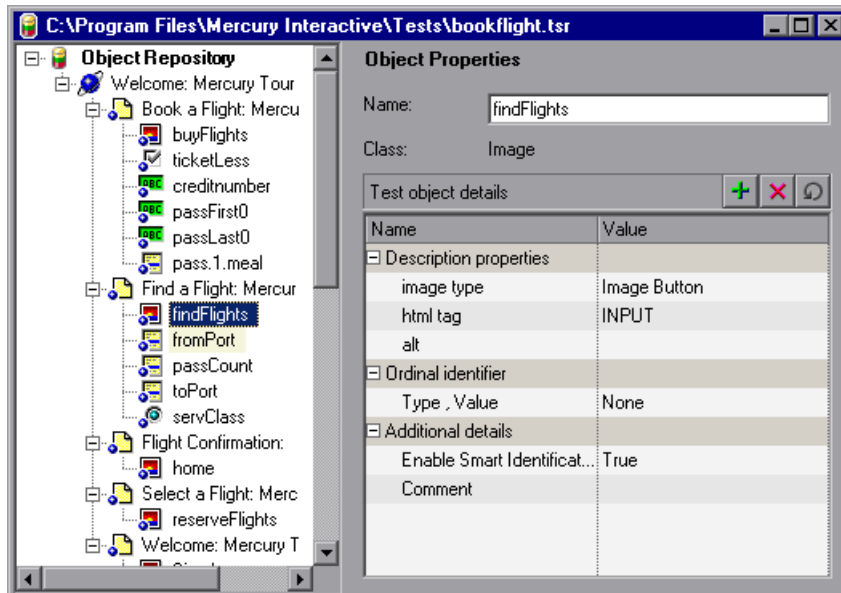 C:\Program Files\Mercury Interactive\Tests\bookflight.tsr
Object Repository
Welcome: Mercury Tour
Book a Flight: Mercu
buyFlights
ticketLess
creditnumber
passFirst0
passLast0
pass.1.meal
Find a Flight: Mercur
findFlights
fromPort
passCount
toPort
servClass
Flight Confirmation:
home
Select a Flight: Merc
reserveFlights
Welcome: Mercury T
Object Properties
Name: findFlights
Class: Image
Test object details
Name Value
Description properties
image type Image Button
html tag INPUT
alt
Ordinal identifier
Type , Value None
Additional details
Enable Smart Identificat... True
Comment